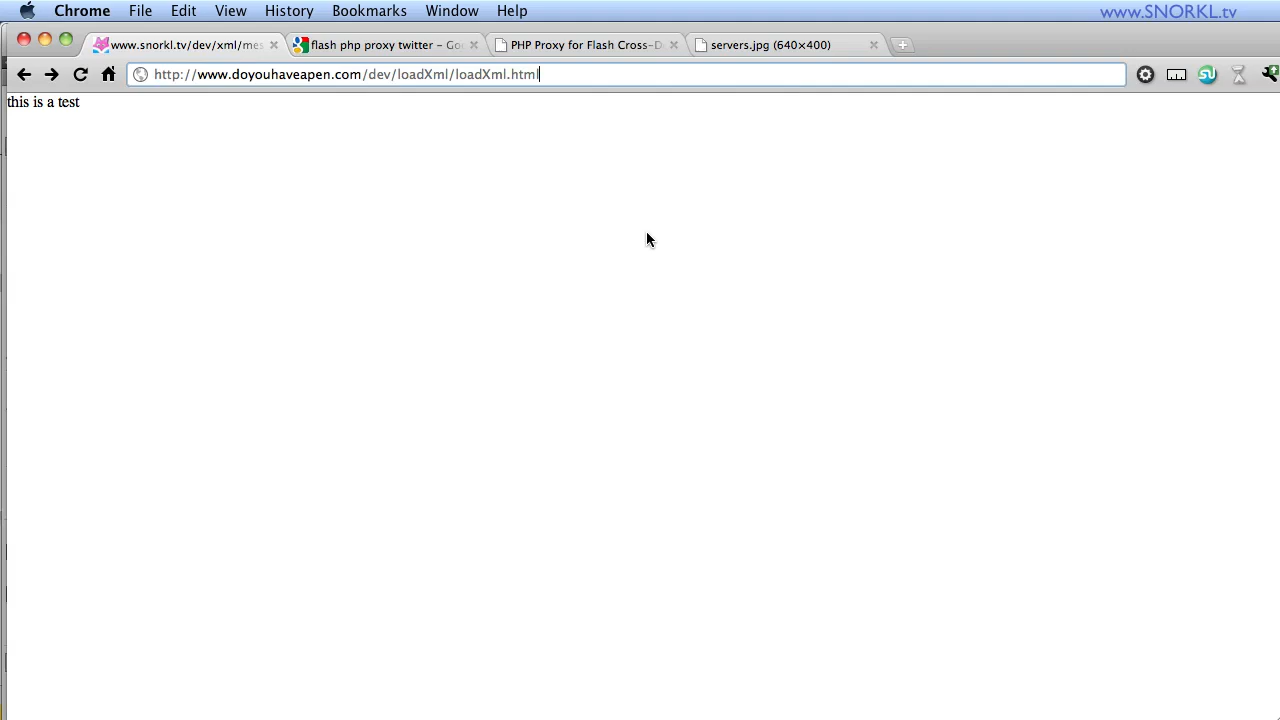 Chrome File Edit View History Bookmarks Window Help www.SNORKL.tv
www.snorkl.tv/dev/xml/mes flash php proxy twitter – Go PHP Proxy for Flash Cross-D servers.jpg (640×400)
http://www.doyouhaveapen.com/dev/loadXml/loadXml.html
this is a test